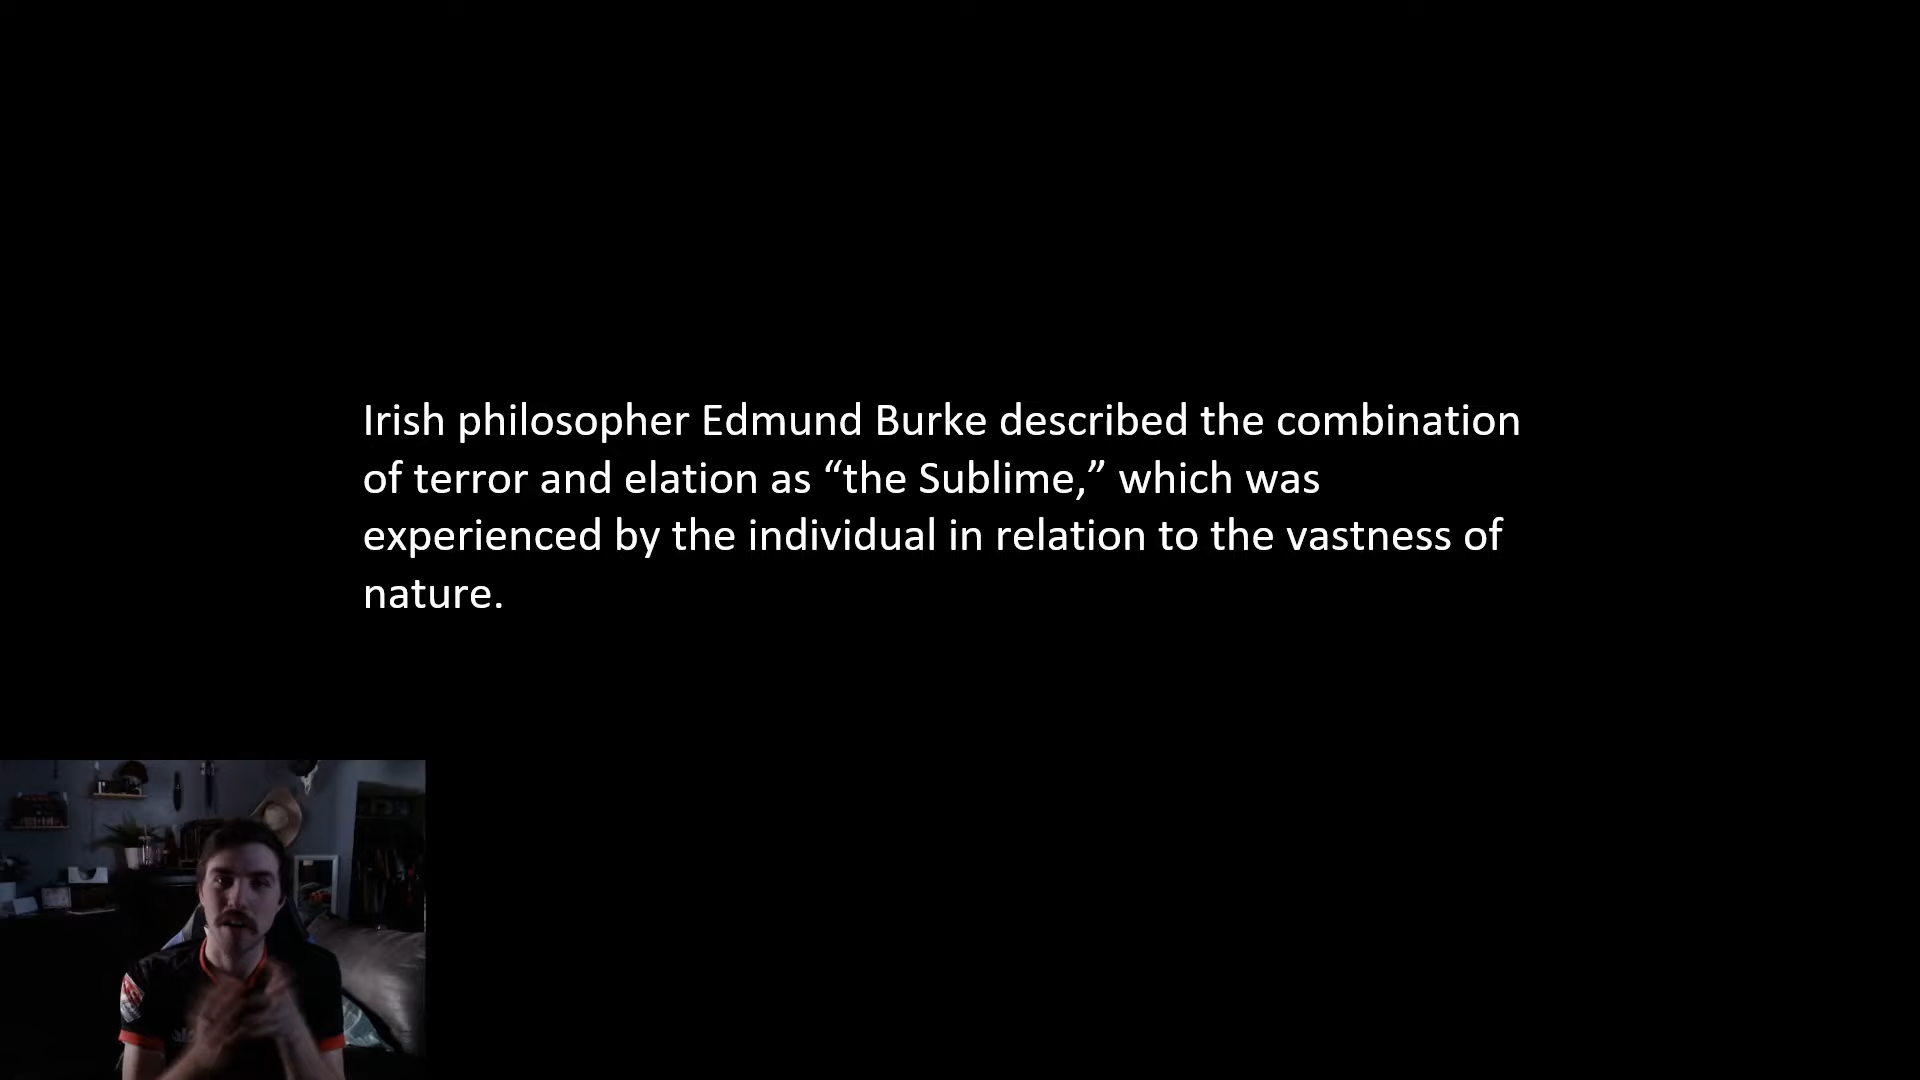 Irish philosopher Edmund Burke described the combination
of terror and elation as “the Sublime,” which was
experienced by the individual in relation to the vastness of
nature.